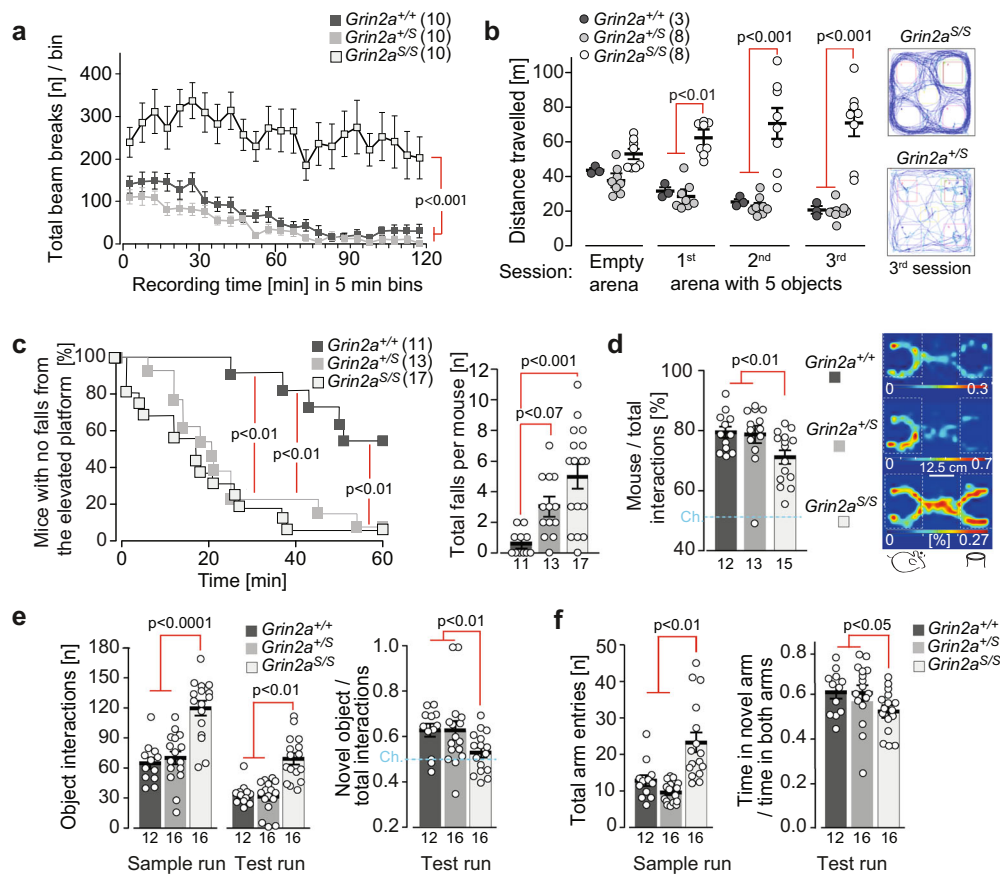 a
Grin2a+/+ (10)
Grin2a+/S (10)
Grin2aS/S (10)
Total beam breaks [n] / bin
400
300
200
100
0
p<0.001
0 30 60 90 120
Recording time [min] in 5 min bins
b
Grin2a+/+ (3)
Grin2a+/S (8)
Grin2aS/S (8)
Distance travelled [m]
120
100
80
60
40
20
0
p<0.01
p<0.001
p<0.001
Session: Empty arena
1st 2nd 3rd
arena with 5 objects
Grin2aS/S
Grin2a+/S
3rd session
c
Grin2a+/+ (11)
Grin2a+/S (13)
Grin2aS/S (17)
Mice with no falls from
the elevated platform [%]
100
80
60
40
20
0
p<0.01
p<0.01
p<0.01
0 20 40 60
Time [min]
Total falls per mouse [n]
12
10
8
6
4
2
0
p<0.001
p<0.07
11 13 17
d
Mouse / total
interactions [%]
100
80
60
40
p<0.01
Ch.
12 13 15
Grin2a+/+
Grin2a+/S
Grin2aS/S
0 0.3
0 0.7
12.5 cm
0 [%] 0.27
e
Grin2a+/+
Grin2a+/S
Grin2aS/S
Object interactions [n]
180
150
120
90
60
30
0
p<0.0001
p<0.01
12 16 16 12 16 16
Sample run Test run
Novel object /
total interactions
1.0
0.8
0.6
0.4
0.2
p<0.01
Ch.
12 16 16
Test run
f
Total arm entries [n]
50
40
30
20
10
0
p<0.01
12 16 16
Sample run
Time in novel arm
/ time in both arms
0.8
0.6
0.4
0.2
0.0
p<0.05
12 16 16
Test run
Grin2a+/+
Grin2a+/S
Grin2aS/S